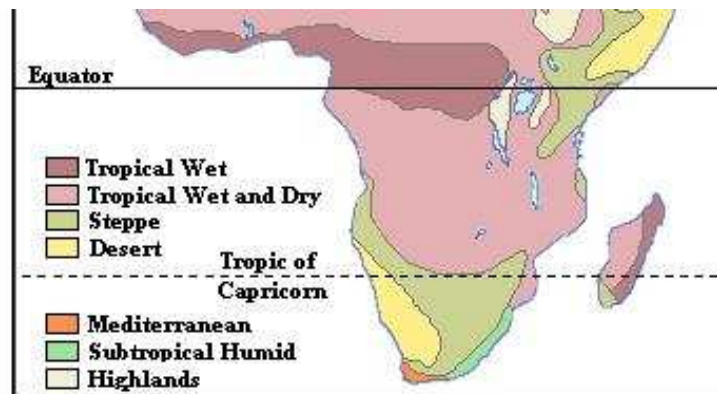 Equator
Tropical Wet
Tropical Wet and Dry
Steppe
Desert
Tropic of
Capricorn
Mediterranean
Subtropical Humid
Highlands